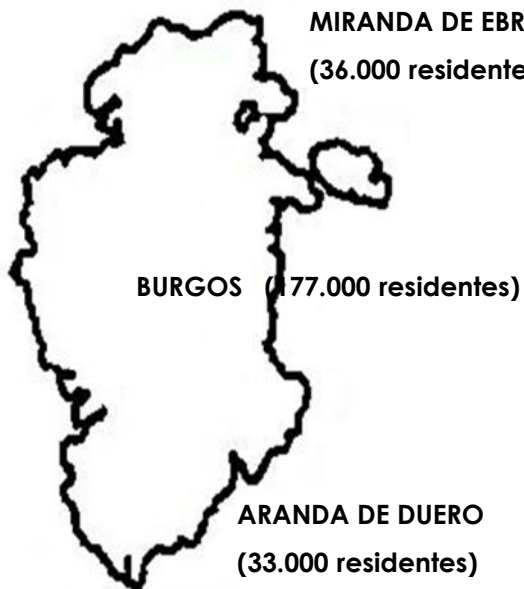 MIRANDA DE EBR
(36.000 residente
BURGOS (177.000 residentes)
ARANDA DE DUERO
(33.000 residentes)